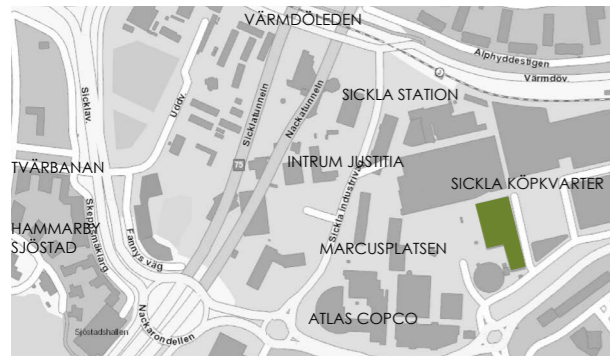 VÄRMDÖLEDEN
Alphyddestigen
Värmdöv.
SICKLA STATION
Sicklav.
Uddv.
Sicklatunneln
Nackatunneln
75
TVÄRBANAN
INTRUM JUSTITIA
SICKLA KÖPKVARTER
Sickla industriväg
HAMMARBY
SJÖSTAD
Fannys väg
MARCUSPLATSEN
Nackarondellen
Sjöstadshallen
ATLAS COPCO